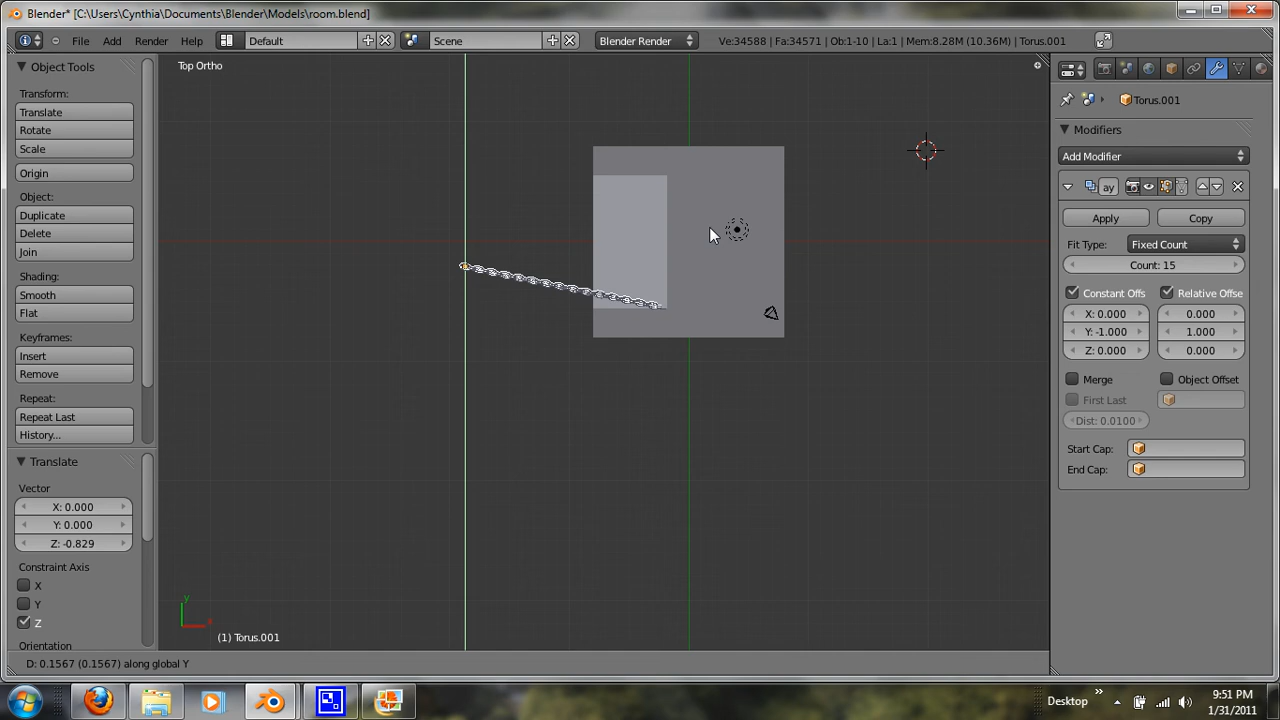 Blender* [C:\Users\Cynthia\Documents\Blender\Models\room.blend]
File Add Render Help Default Scene Blender Render Ve:34588 | Fa:34571 | Ob:1-10 | La:1 | Mem:8.28M (10.36M) | Torus.001
Object Tools
Transform:
Translate
Rotate
Scale
Origin
Object:
Duplicate
Delete
Join
Shading:
Smooth
Flat
Keyframes:
Insert
Remove
Repeat:
Repeat Last
History...
Translate
Vector
X: 0.000
Y: 0.000
Z: -0.829
Constraint Axis
X
Y
Z
Orientation
Top Ortho
y
x
(1) Torus.001
D: 0.1567 (0.1567) along global Y
Torus.001
Modifiers
Add Modifier
ay
Apply Copy
Fit Type: Fixed Count
Count: 15
Constant Offs Relative Offse
X: 0.000 0.000
Y: -1.000 1.000
Z: 0.000 0.000
Merge Object Offset
First Last
Dist: 0.0100
Start Cap:
End Cap:
Desktop
9:51 PM
1/31/2011